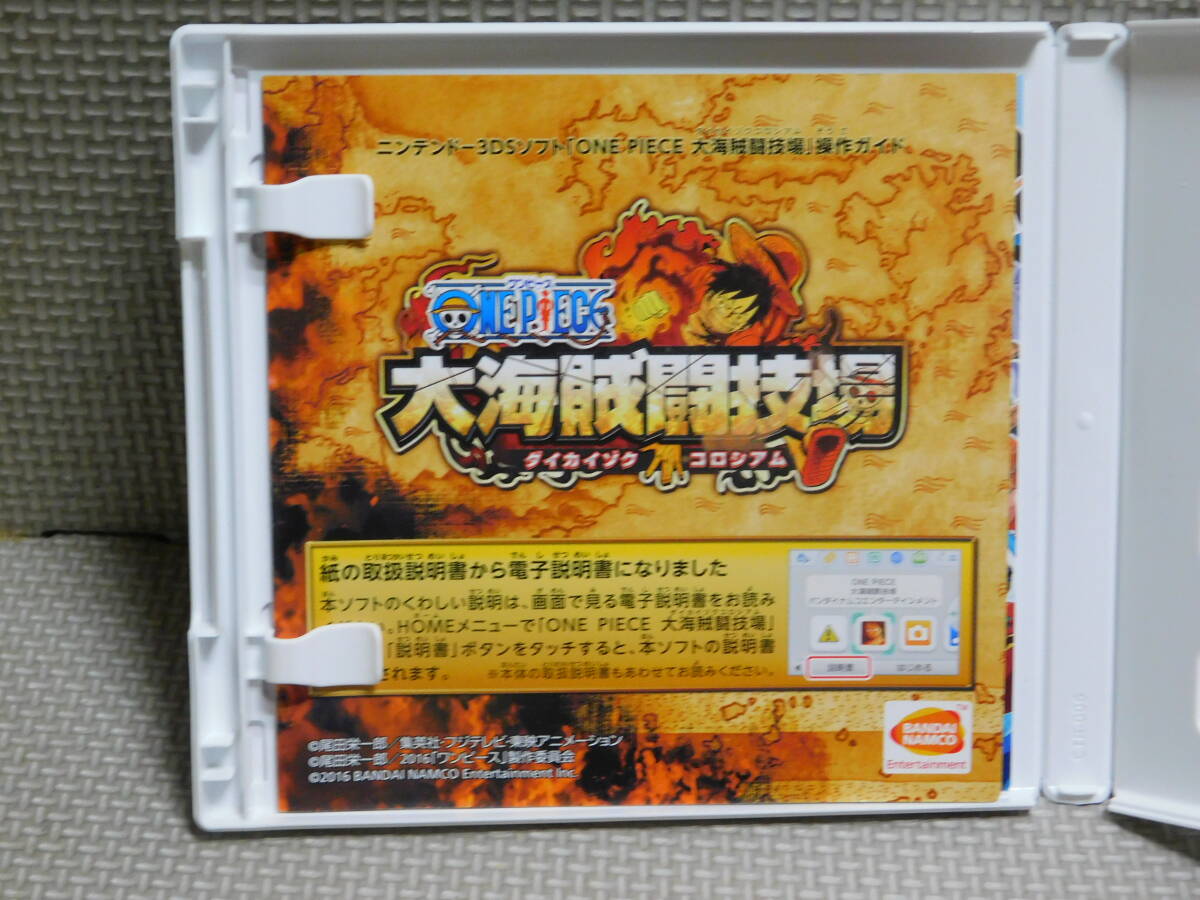 ニンテンドー3DSソフト「ONE PIECE 大海賊闘技場」操作ガイド
ワンピース
ONE PIECE
大海賊闘技場
ダイカイゾク コロシアム
紙の取扱説明書から電子説明書になりました
本ソフトのくわしい説明は、画面で見る電子説明書をお読み
。HOMEメニューで「ONE PIECE 大海賊闘技場」
「説明書」ボタンをタッチすると、本ソフトの説明書
されます。 ※本体の取扱説明書もあわせてお読みください。
ONE PIECE
大海賊闘技場
バンダイナムコエンターテインメント
説明書 はじめる
BANDAI
NAMCO
Entertainment
TM
©尾田栄一郎／集英社・フジテレビ・東映アニメーション
©尾田栄一郎／2016「ワンピース」製作委員会
©2016 BANDAI NAMCO Entertainment Inc.